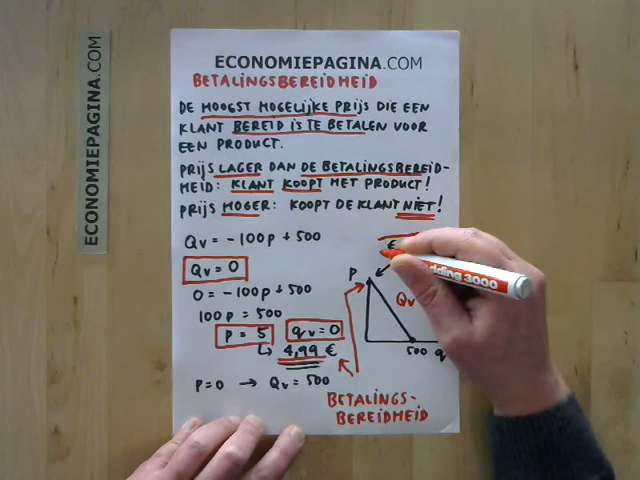 ECONOMIEPAGINA.COM
ECONOMIEPAGINA.COM
BETALINGSBEREIDHEID
DE HOOGST MOGELIJKE PRIJS DIE EEN
KLANT BEREID IS TE BETALEN VOOR
EEN PRODUCT.
PRIJS LAGER DAN DE BETALINGSBEREID-
HEID: KLANT KOOPT HET PRODUCT!
PRIJS HOGER: KOOPT DE KLANT NIET!
Qv = -100p + 500
Qv = 0
0 = -100p + 500
100p = 500
p = 5
qv = 0
4,99 €
P=0 → Qv = 500
€
P
Qv
500 q
BETALINGS-
BEREIDHEID
edding 3000